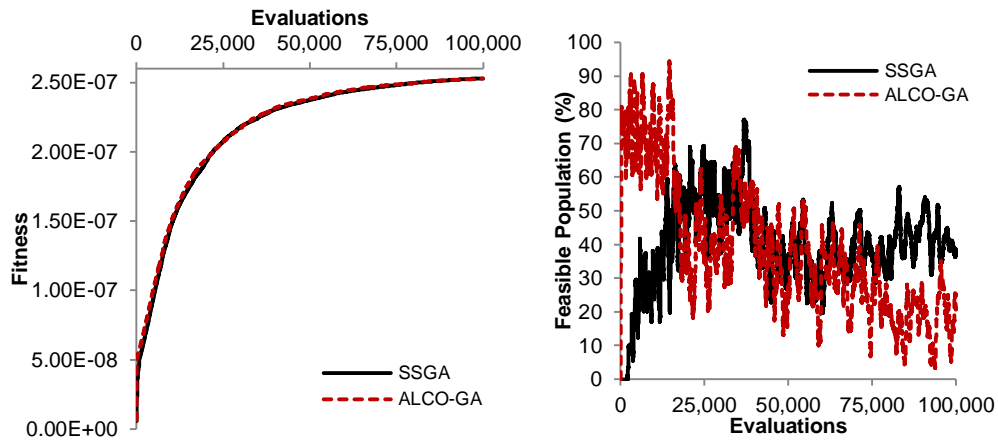 Evaluations
0 25,000 50,000 75,000 100,000
2.50E-07
2.00E-07
1.50E-07
1.00E-07
5.00E-08
0.00E+00
Fitness
SSGA
ALCO-GA
100
90
80
70
60
50
40
30
20
10
0
Feasible Population (%)
SSGA
ALCO-GA
0 25,000 50,000 75,000 100,000
Evaluations